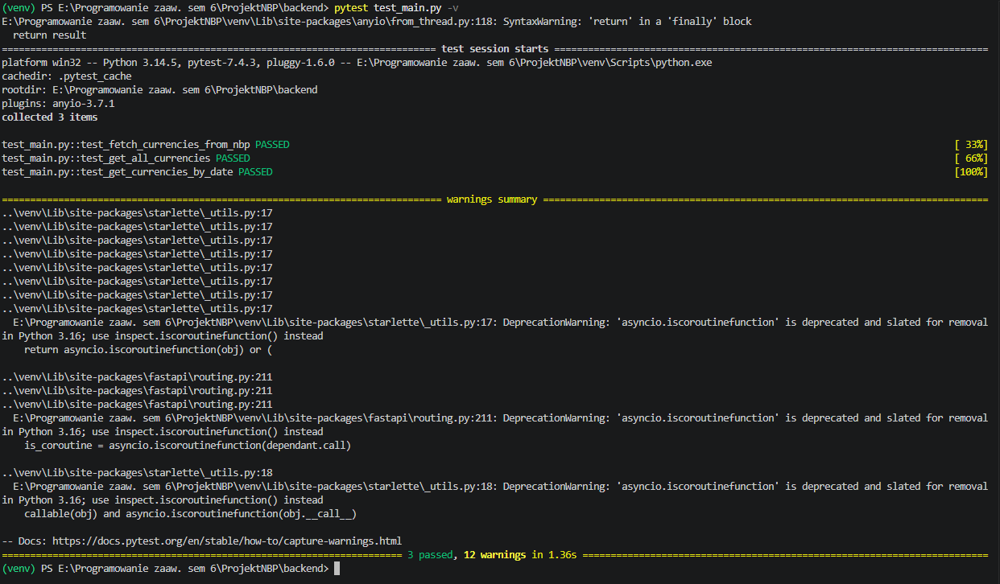 (venv) PS E:\Programowanie zaaw. sem 6\ProjektNBP\backend> pytest test_main.py -v
E:\Programowanie zaaw. sem 6\ProjektNBP\venv\Lib\site-packages\anyio\from_thread.py:118: SyntaxWarning: 'return' in a 'finally' block
  return result
============================================================================= test session starts =============================================================================
platform win32 -- Python 3.14.5, pytest-7.4.3, pluggy-1.6.0 -- E:\Programowanie zaaw. sem 6\ProjektNBP\venv\Scripts\python.exe
cachedir: .pytest_cache
rootdir: E:\Programowanie zaaw. sem 6\ProjektNBP\backend
plugins: anyio-3.7.1
collected 3 items

test_main.py::test_fetch_currencies_from_nbp PASSED [ 33%]
test_main.py::test_get_all_currencies PASSED [ 66%]
test_main.py::test_get_currencies_by_date PASSED [100%]

============================================================================== warnings summary ===============================================================================
..\venv\Lib\site-packages\starlette\_utils.py:17
..\venv\Lib\site-packages\starlette\_utils.py:17
..\venv\Lib\site-packages\starlette\_utils.py:17
..\venv\Lib\site-packages\starlette\_utils.py:17
..\venv\Lib\site-packages\starlette\_utils.py:17
..\venv\Lib\site-packages\starlette\_utils.py:17
..\venv\Lib\site-packages\starlette\_utils.py:17
..\venv\Lib\site-packages\starlette\_utils.py:17
  E:\Programowanie zaaw. sem 6\ProjektNBP\venv\Lib\site-packages\starlette\_utils.py:17: DeprecationWarning: 'asyncio.iscoroutinefunction' is deprecated and slated for removal
in Python 3.16; use inspect.iscoroutinefunction() instead
    return asyncio.iscoroutinefunction(obj) or (

..\venv\Lib\site-packages\fastapi\routing.py:211
..\venv\Lib\site-packages\fastapi\routing.py:211
..\venv\Lib\site-packages\fastapi\routing.py:211
  E:\Programowanie zaaw. sem 6\ProjektNBP\venv\Lib\site-packages\fastapi\routing.py:211: DeprecationWarning: 'asyncio.iscoroutinefunction' is deprecated and slated for removal
in Python 3.16; use inspect.iscoroutinefunction() instead
    is_coroutine = asyncio.iscoroutinefunction(dependant.call)

..\venv\Lib\site-packages\starlette\_utils.py:18
  E:\Programowanie zaaw. sem 6\ProjektNBP\venv\Lib\site-packages\starlette\_utils.py:18: DeprecationWarning: 'asyncio.iscoroutinefunction' is deprecated and slated for removal
in Python 3.16; use inspect.iscoroutinefunction() instead
    callable(obj) and asyncio.iscoroutinefunction(obj.__call__)

-- Docs: https://docs.pytest.org/en/stable/how-to/capture-warnings.html
======================================================================= 3 passed, 12 warnings in 1.36s ========================================================================
(venv) PS E:\Programowanie zaaw. sem 6\ProjektNBP\backend>